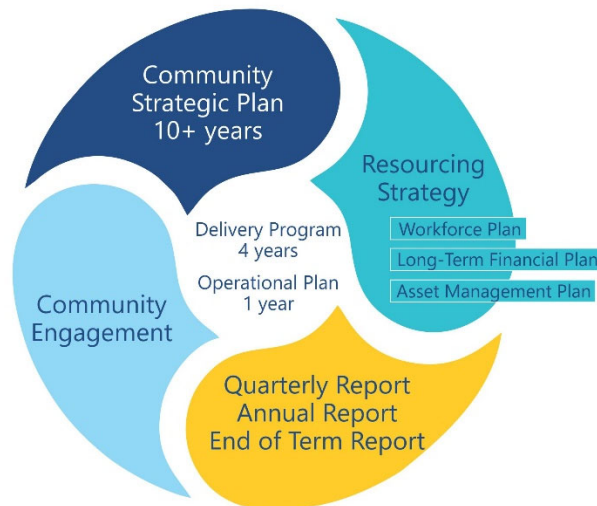 Community
Strategic Plan
10+ years
Resourcing
Strategy
Workforce Plan
Long-Term Financial Plan
Asset Management Plan
Delivery Program
4 years
Operational Plan
1 year
Community
Engagement
Quarterly Report
Annual Report
End of Term Report